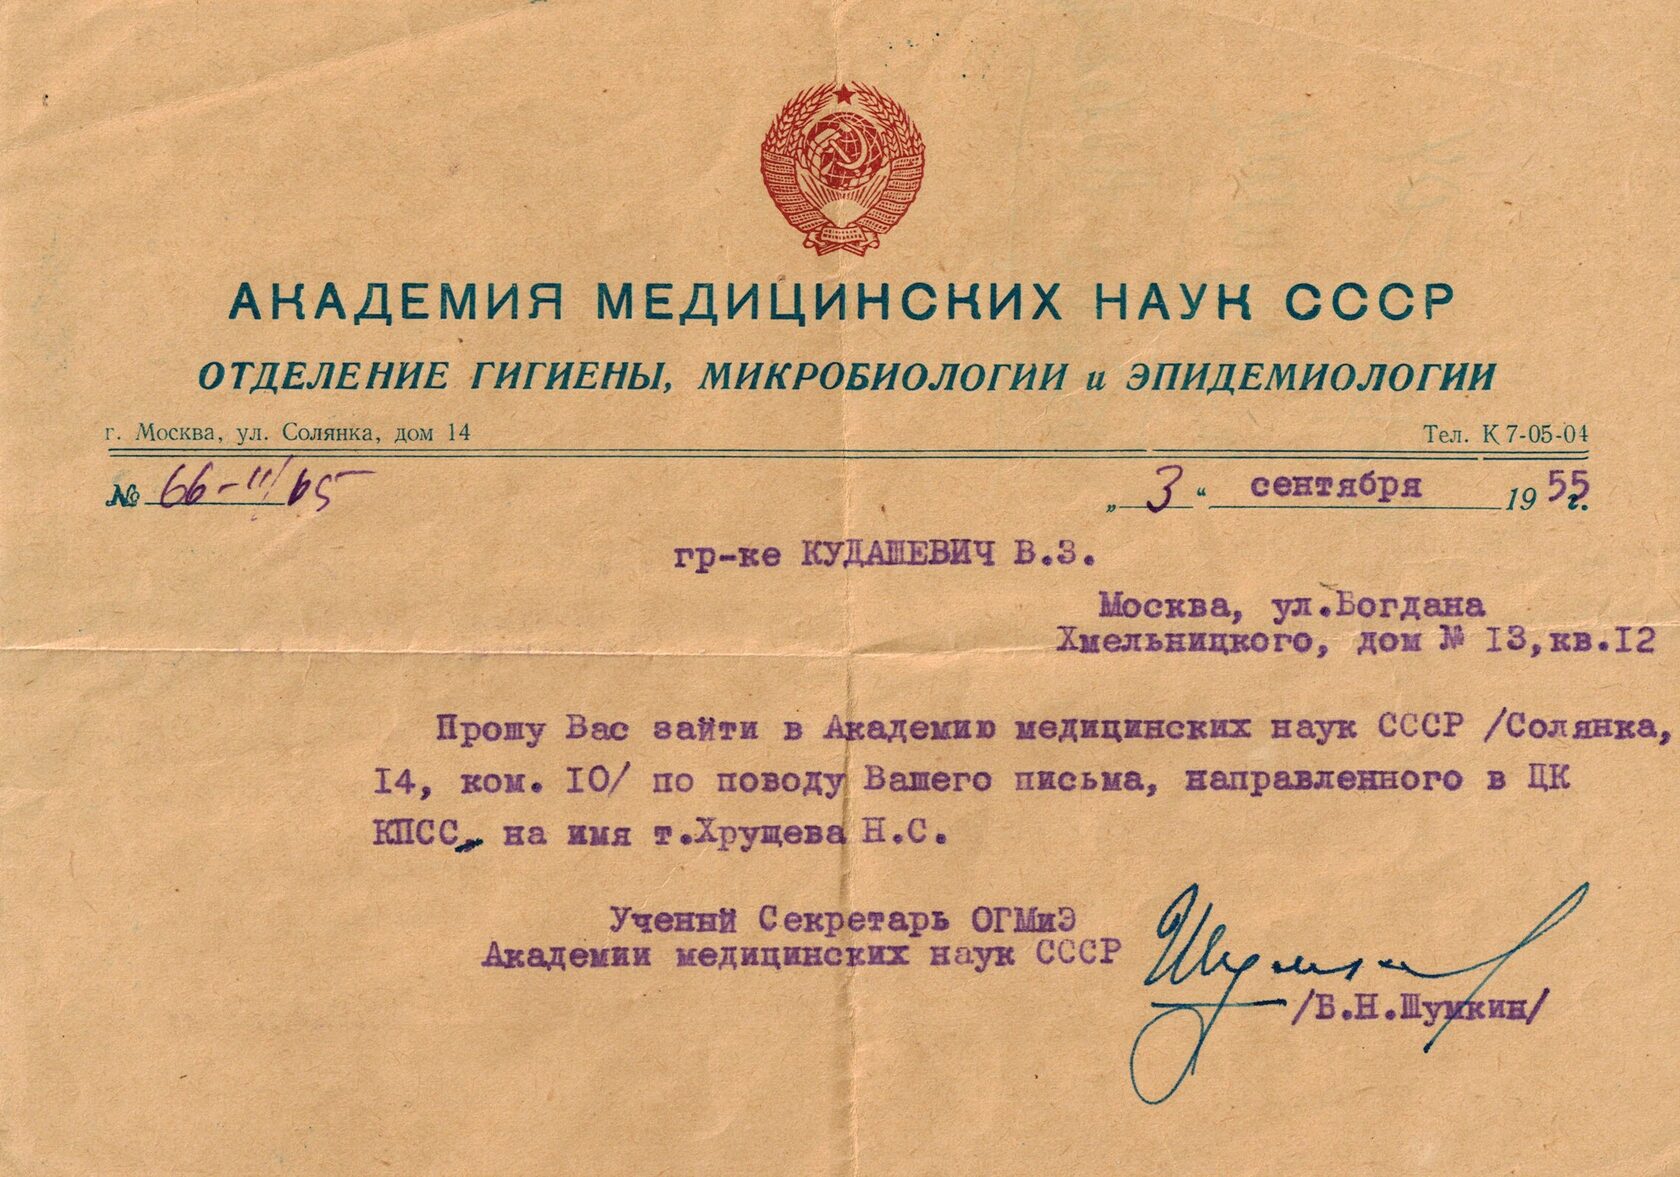 АКАДЕМИЯ МЕДИЦИНСКИХ НАУК СССР
ОТДЕЛЕНИЕ ГИГИЕНЫ, МИКРОБИОЛОГИИ и ЭПИДЕМИОЛОГИИ
г. Москва, ул. Солянка, дом 14 Тел. К 7-05-04
№ 66-11/ „3“ сентября 1955 г.
гр-ке КУДАШЕВИЧ В.З.
Москва, ул.Богдана
Хмельницкого, дом № 13,кв.12
Прошу Вас зайти в Академию медицинских наук СССР /Солянка,
14, ком. 10/ по поводу Вашего письма, направленного в ЦК
КПСС, на имя т.Хрущева Н.С.
Ученый Секретарь ОГМиЭ
Академии медицинских наук СССР
/Б.Н.Шумкин/